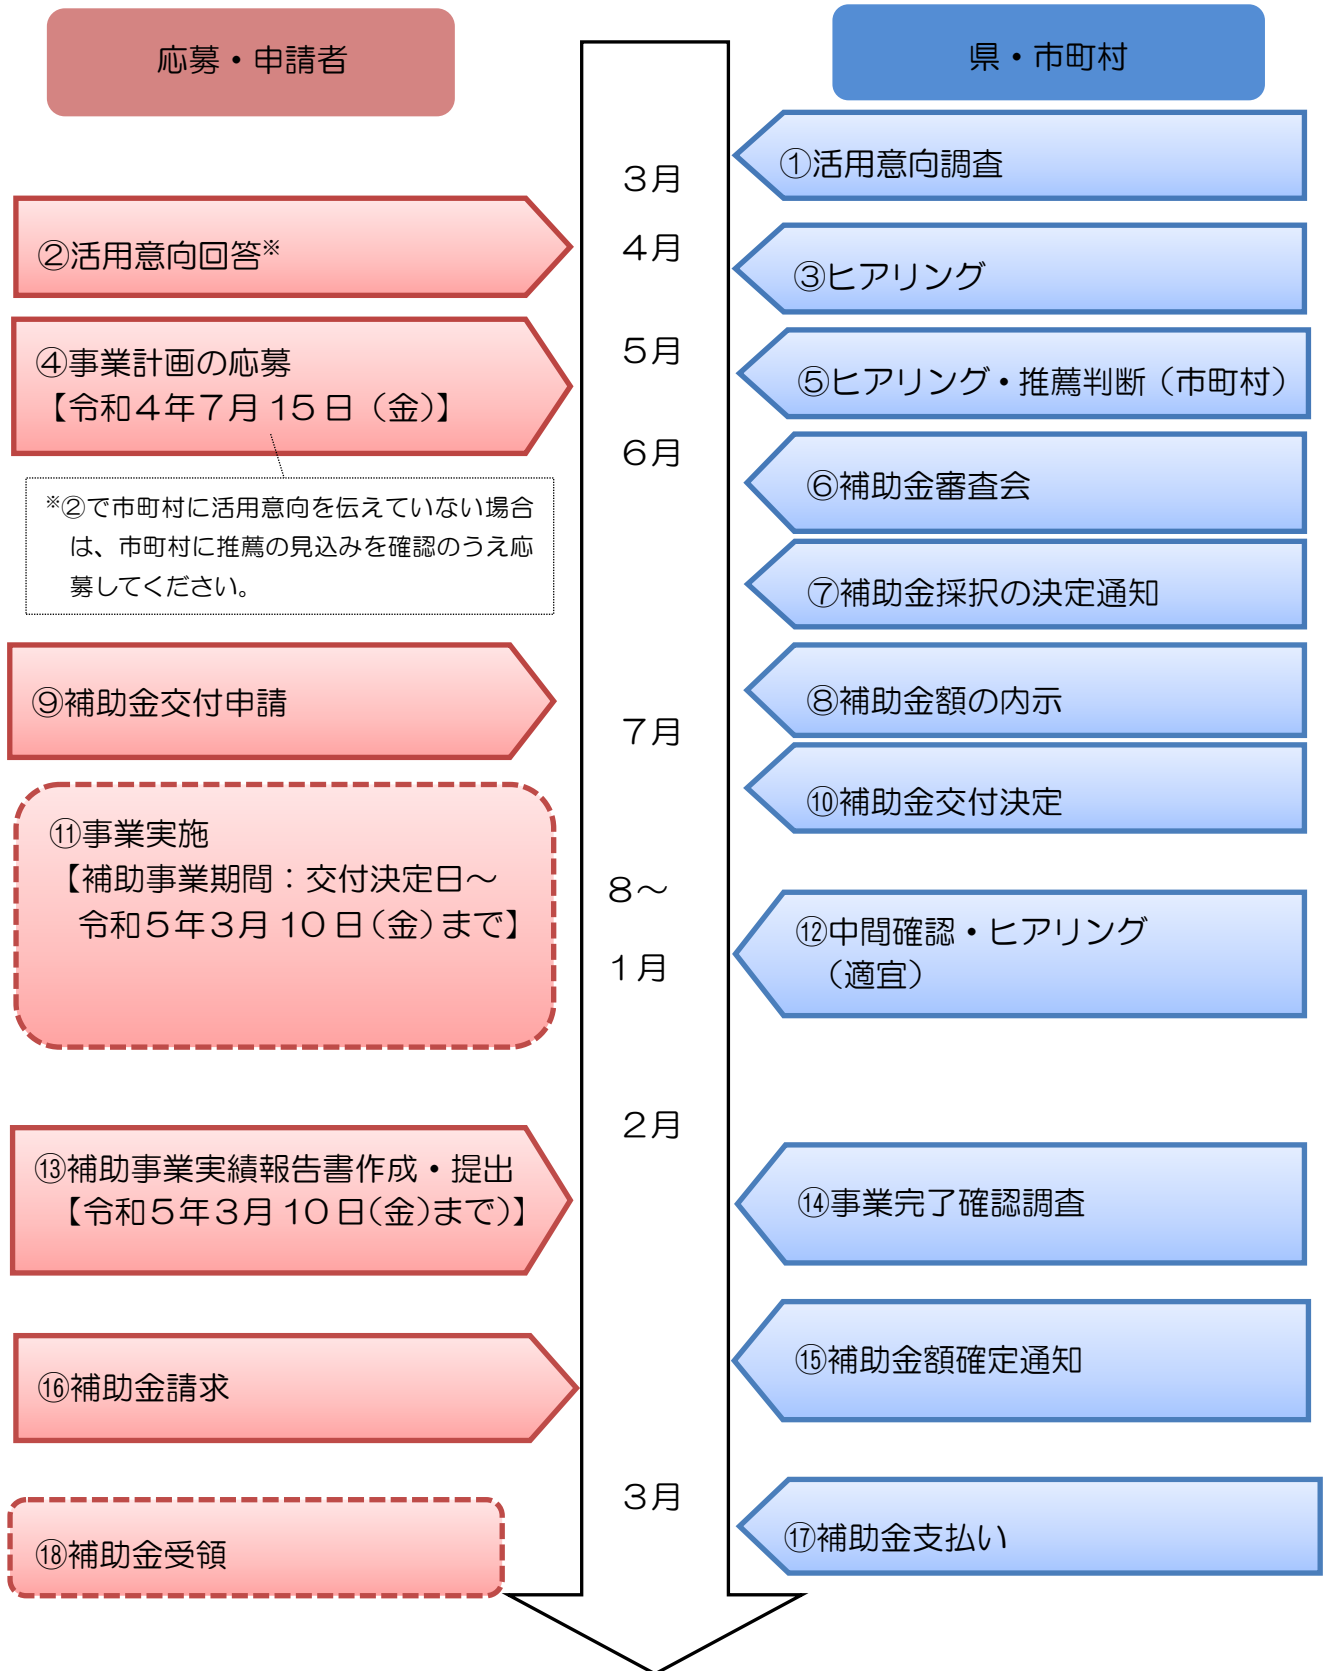 応募・申請者
県・市町村
3月
①活用意向調査
②活用意向回答※
4月
③ヒアリング
④事業計画の応募
【令和4年7月15日（金）】
5月
⑤ヒアリング・推薦判断（市町村）
6月
⑥補助金審査会
※②で市町村に活用意向を伝えていない場合
は、市町村に推薦の見込みを確認のうえ応
募してください。
⑦補助金採択の決定通知
⑧補助金額の内示
⑨補助金交付申請
7月
⑩補助金交付決定
⑪事業実施
【補助事業期間：交付決定日～
令和5年3月10日（金）まで】
8～
1月
⑫中間確認・ヒアリング
（適宜）
2月
⑬補助事業実績報告書作成・提出
【令和5年3月10日（金）まで）】
⑭事業完了確認調査
⑮補助金額確定通知
⑯補助金請求
3月
⑰補助金支払い
⑱補助金受領